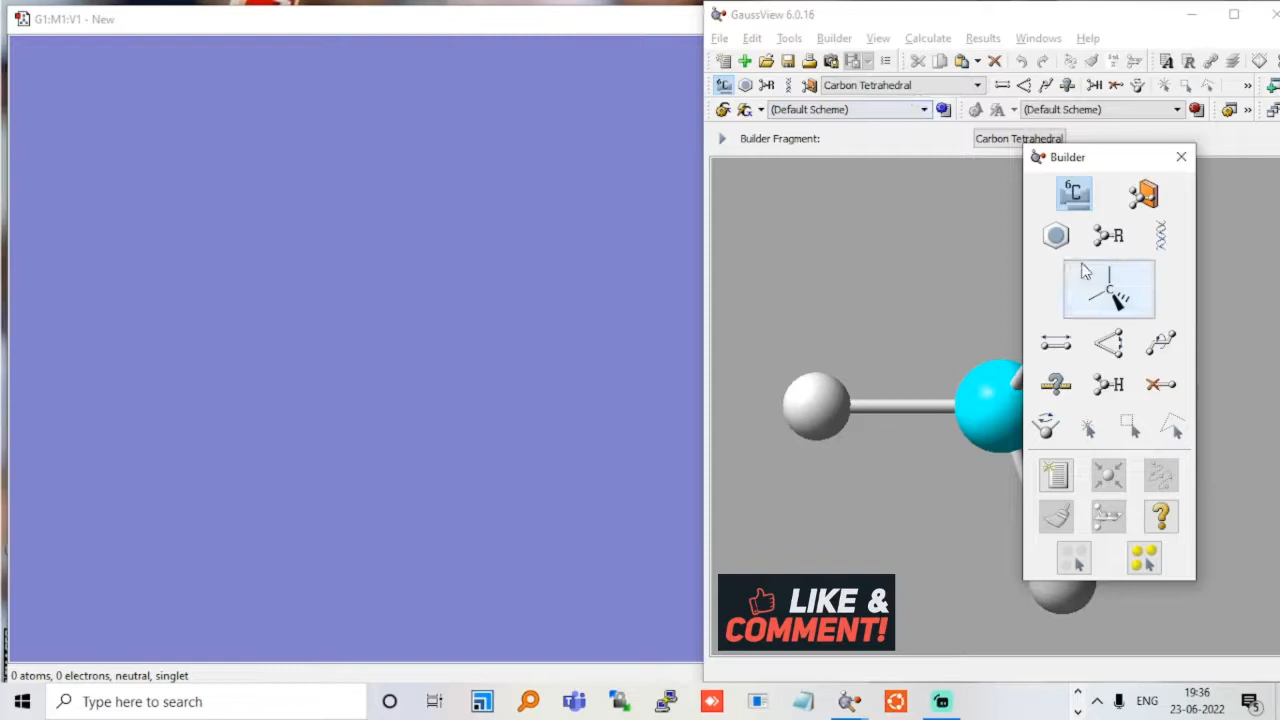 G1:M1:V1 - New
GaussView 6.0.16
File Edit Tools Builder View Calculate Results Windows Help
Carbon Tetrahedral
(Default Scheme) (Default Scheme) »
Builder Fragment: Carbon Tetrahedral
Builder
6C
R
C
H
LIKE &
COMMENT!
0 atoms, 0 electrons, neutral, singlet
Type here to search
ENG
19:36
23-06-2022
5